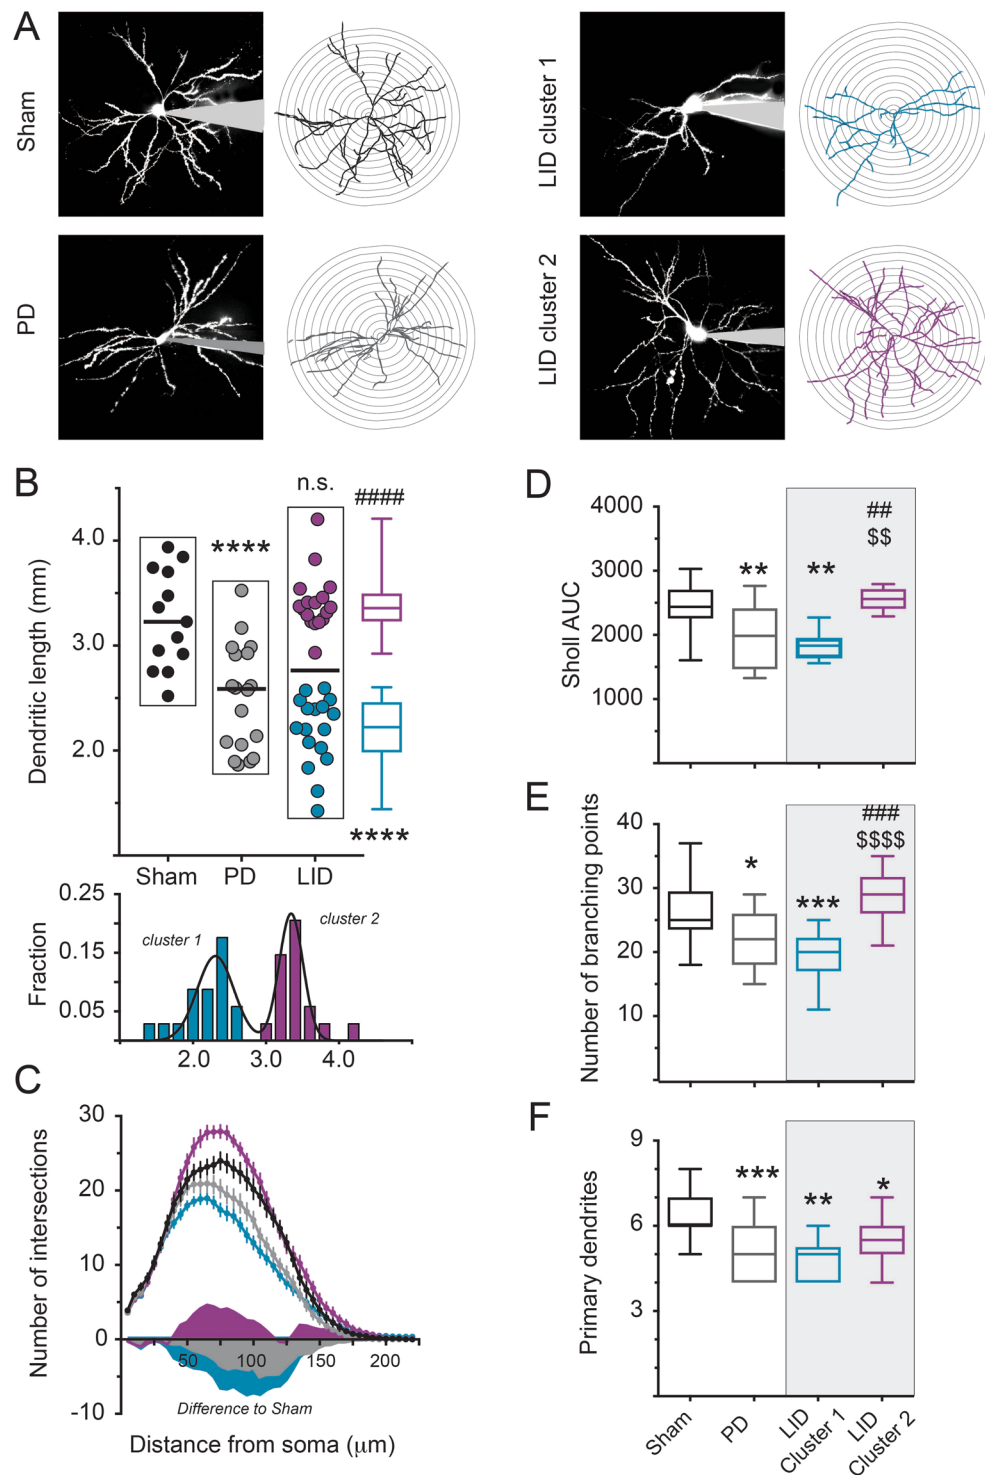 A
Sham
LID cluster 1
PD
LID cluster 2
B
n.s.
####
****
4.0
3.0
2.0
Dendritic length (mm)
****
Sham PD LID
0.25
0.05
Fraction
cluster 1
cluster 2
2.0 3.0 4.0
C
30
20
10
0
-10
Number of intersections
50 100 150 200
Difference to Sham
Distance from soma (µm)
D
4000
3000
2000
1000
Sholl AUC
**
**
##
$$
E
40
30
20
10
Number of branching points
*
***
###
$$$$
F
9
6
3
Primary dendrites
***
**
*
Sham
PD
LID
Cluster 1
LID
Cluster 2